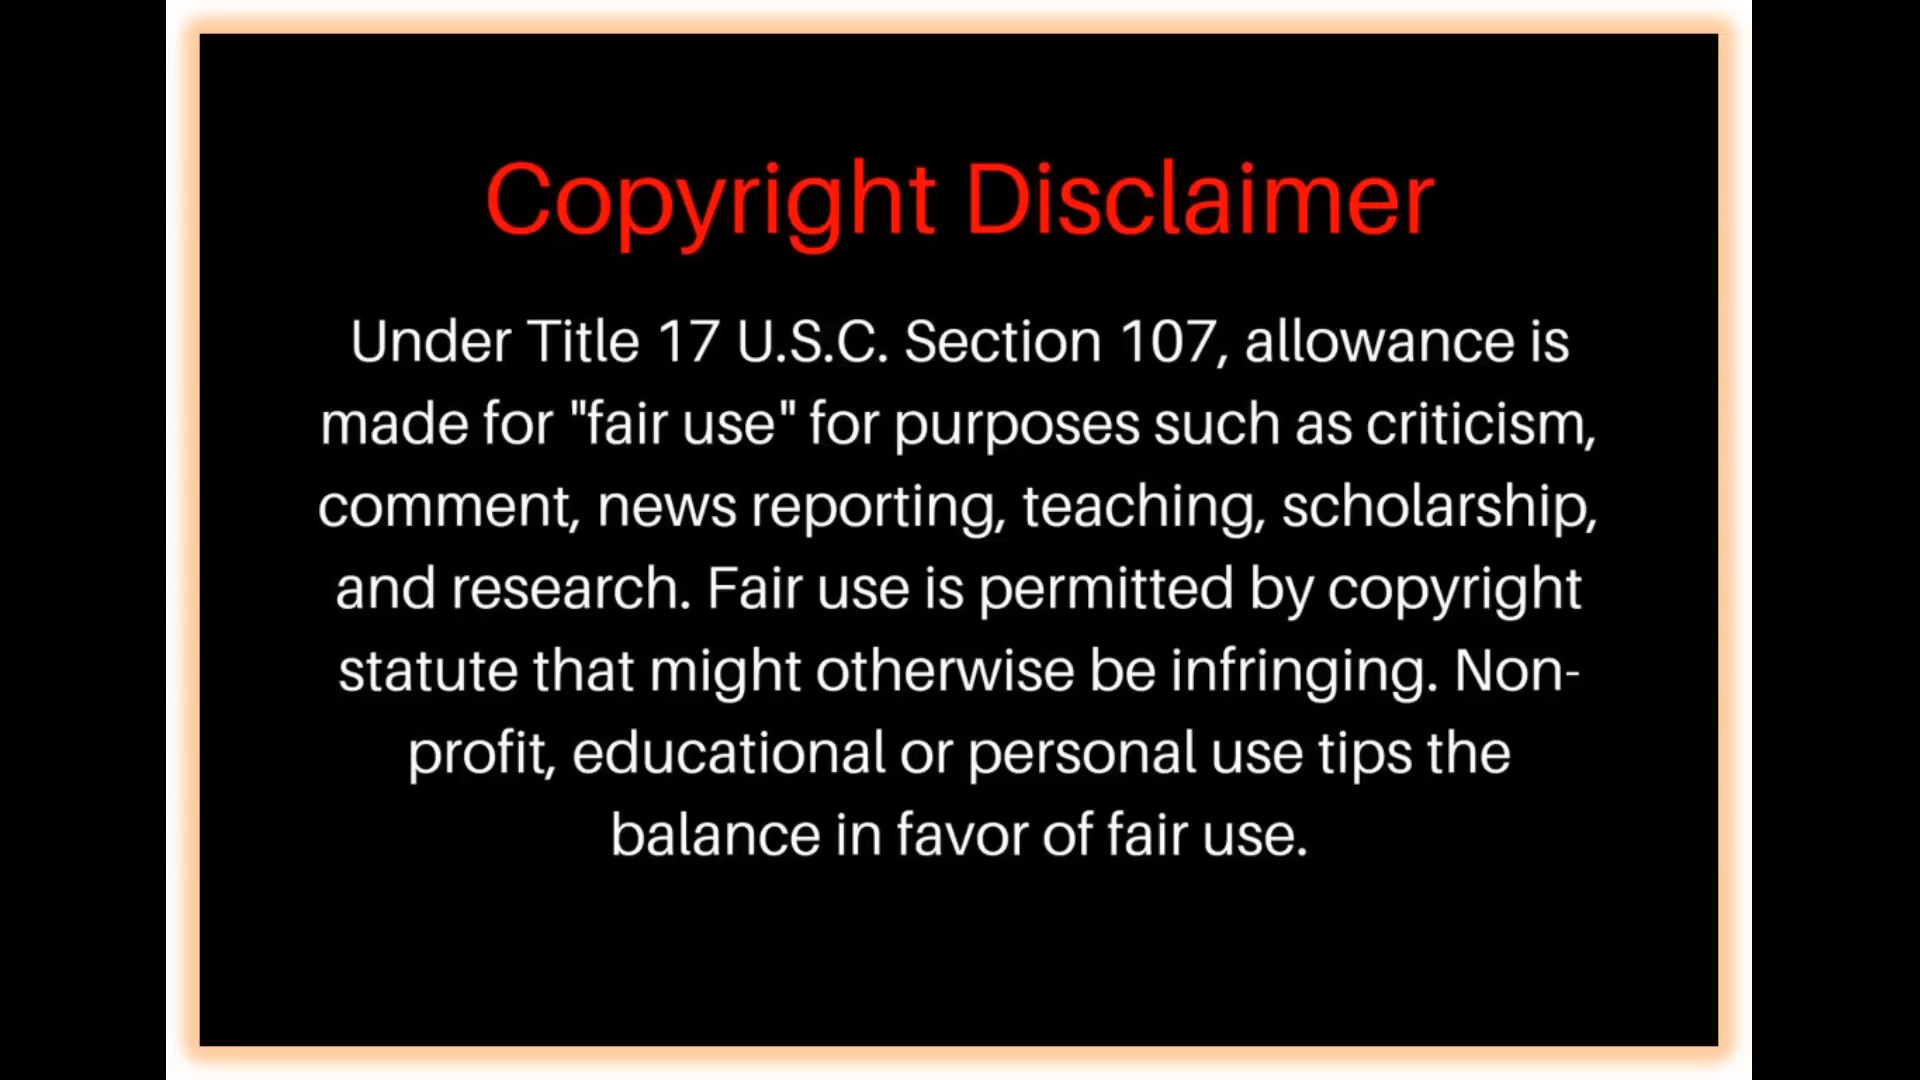 Copyright Disclaimer
Under Title 17 U.S.C. Section 107, allowance is
made for "fair use" for purposes such as criticism,
comment, news reporting, teaching, scholarship,
and research. Fair use is permitted by copyright
statute that might otherwise be infringing. Non-
profit, educational or personal use tips the
balance in favor of fair use.